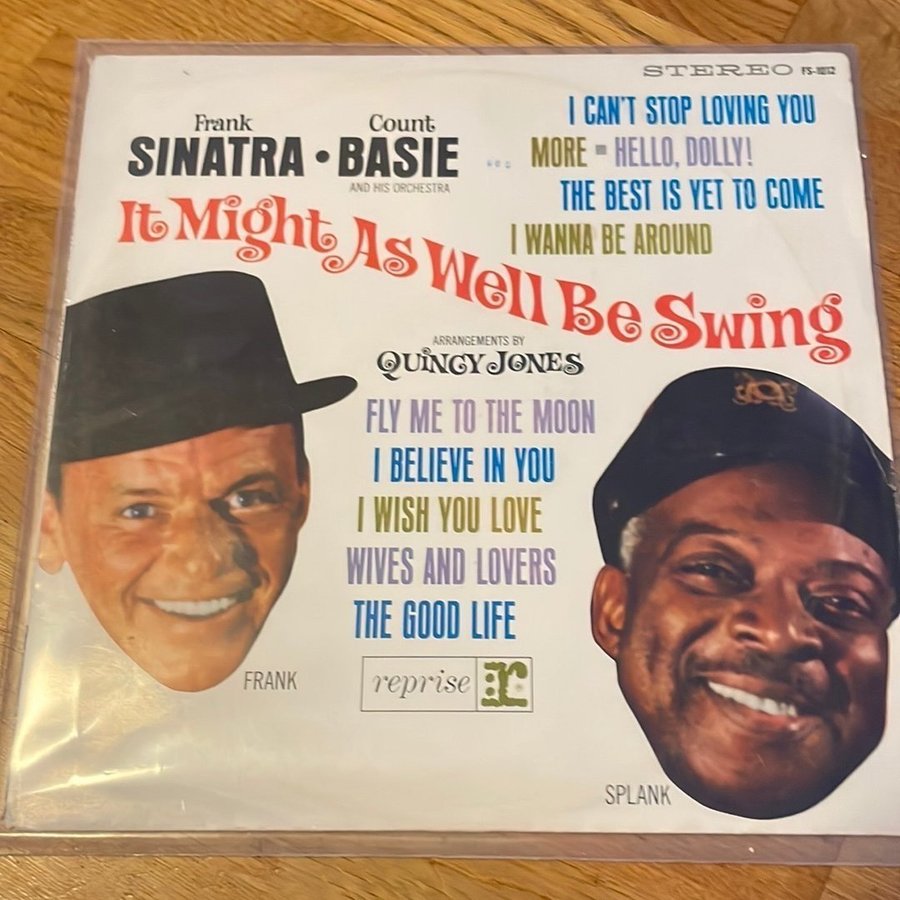 STEREO FS-1012
Frank Count
SINATRA • BASIE
AND HIS ORCHESTRA
I CAN'T STOP LOVING YOU
MORE HELLO, DOLLY!
THE BEST IS YET TO COME
I WANNA BE AROUND
It Might As Well Be Swing
ARRANGEMENTS BY
QUINCY JONES
FLY ME TO THE MOON
I BELIEVE IN YOU
I WISH YOU LOVE
WIVES AND LOVERS
THE GOOD LIFE
FRANK
reprise r
SPLANK